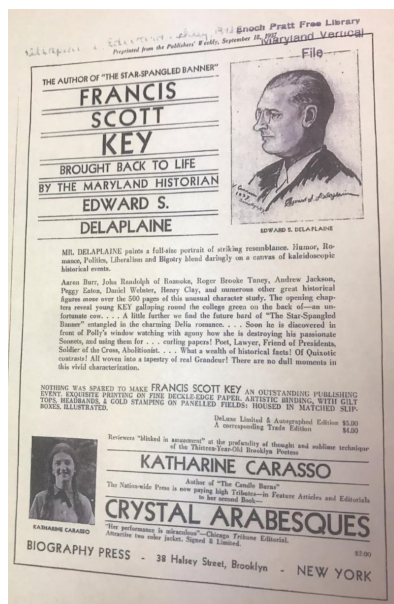 Enoch Pratt Free Library
Maryland Vertical
File
Reprinted from the Publishers' Weekly, September 18, 1937
THE AUTHOR OF "THE STAR-SPANGLED BANNER"
FRANCIS
SCOTT
KEY
BROUGHT BACK TO LIFE
BY THE MARYLAND HISTORIAN
EDWARD S.
DELAPLAINE
EDWARD S. DELAPLAINE
MR. DELAPLAINE paints a full-size portrait of striking resemblance. Humor, Ro-
mance, Politics, Liberalism and Bigotry blend daringly on a canvas of kaleidoscopic
historical events.
Aaron Burr, John Randolph of Roanoke, Roger Brooke Taney, Andrew Jackson,
Peggy Eaton, Daniel Webster, Henry Clay, and numerous other great historical
figures move over the 500 pages of this unusual character study. The opening chap-
ters reveal young KEY galloping round the college green on the back of—an un-
fortunate cow. . . . A little further we find the future bard of "The Star-Spangled
Banner" entangled in the charming Delia romance. . . . Soon he is discovered in
front of Polly's window watching with agony how she is destroying his passionate
Sonnets, and using them for . . . curling papers! Poet, Lawyer, Friend of Presidents,
Soldier of the Cross, Abolitionist. . . . What a wealth of historical facts! Of Quixotic
contrasts! All woven into a tapestry of real Grandeur! There are no dull moments in
this vivid characterization.
NOTHING WAS SPARED TO MAKE FRANCIS SCOTT KEY AN OUTSTANDING PUBLISHING
EVENT. EXQUISITE PRINTING ON FINE DECKLE-EDGE PAPER. ARTISTIC BINDING, WITH GILT
TOPS, HEADBANDS, & GOLD STAMPING ON PANELLED FIELDS: HOUSED IN MATCHED SLIP-
BOXES. ILLUSTRATED.
DeLuxe Limited & Autographed Edition $5.00
A corresponding Trade Edition $4.00
Reviewers "blinked in amazement" at the profundity of thought and sublime technique
of the Thirteen-Year-Old Brooklyn Poetess
KATHARINE CARASSO
Author of "The Candle Burns"
The Nation-wide Press is now paying high Tributes—in Feature Articles and Editorials
to her second Book—
CRYSTAL ARABESQUES
"Her performance is miraculous"—Chicago Tribune Editorial.
Attractive two color jacket. Signed & Limited.
$2.00
KATHARINE CARASSO
BIOGRAPHY PRESS - 38 Halsey Street, Brooklyn - NEW YORK